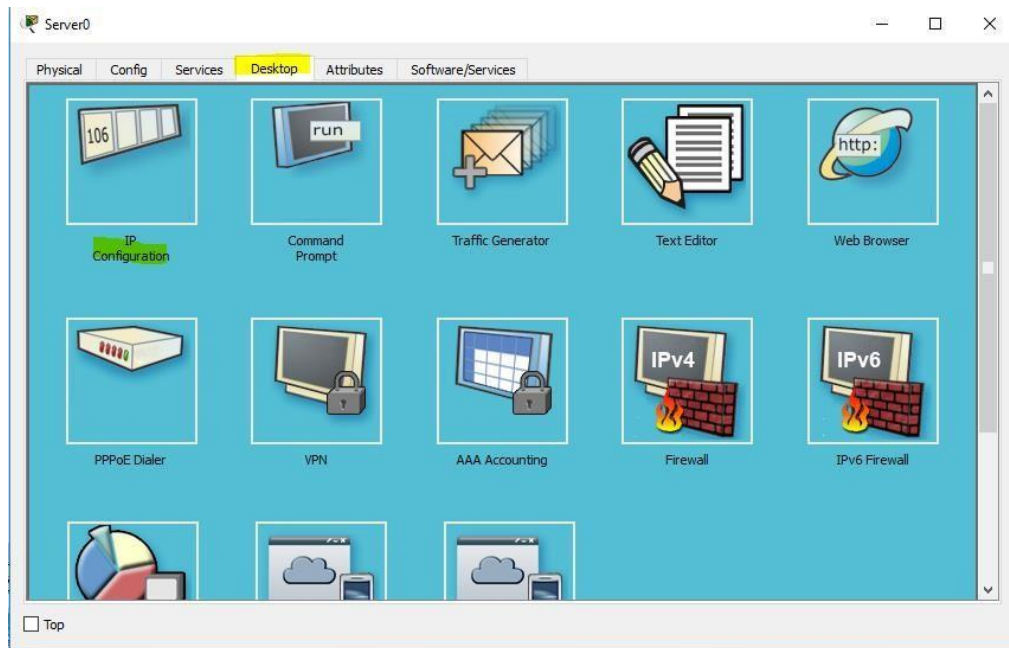 Server0
Physical Config Services Desktop Attributes Software/Services
106
run
http:
IP
Configuration
Command
Prompt
Traffic Generator
Text Editor
Web Browser
IPv4
IPv6
PPPoE Dialer
VPN
AAA Accounting
Firewall
IPv6 Firewall
Top